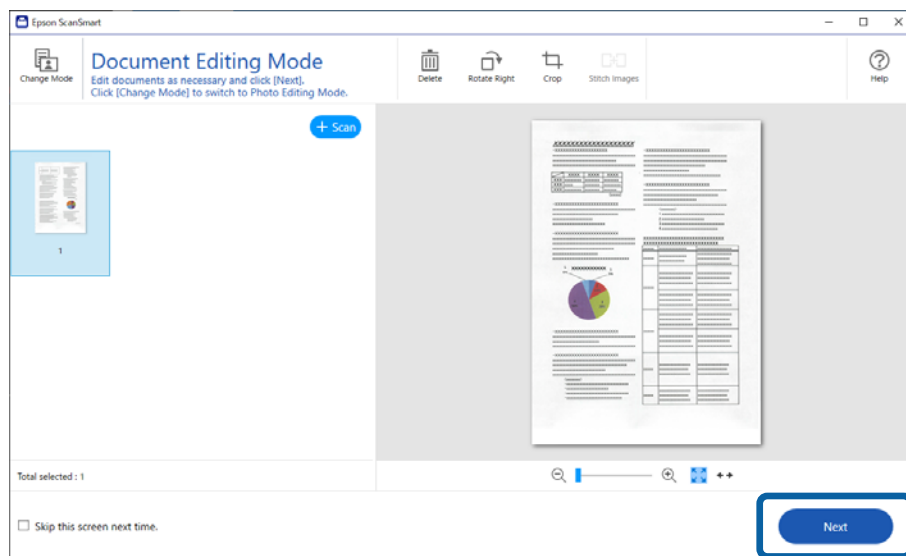 Epson ScanSmart
Change Mode
Document Editing Mode
Edit documents as necessary and click [Next].
Click [Change Mode] to switch to Photo Editing Mode.
Delete
Rotate Right
Crop
Stitch Images
Help
+ Scan
1
Total selected : 1
Skip this screen next time.
Next